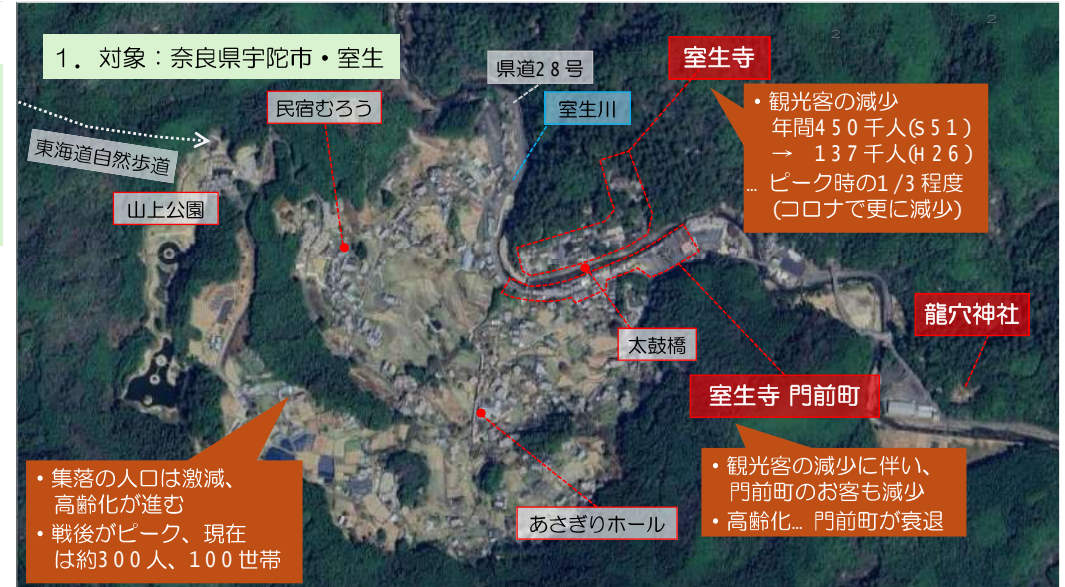 １．対象：奈良県宇陀市・室生
県道28号
室生寺
民宿むろう
室生川
・観光客の減少
年間450千人(S51)
→ 137千人(H26)
… ピーク時の1/3程度
(コロナで更に減少)
東海道自然歩道
山上公園
龍穴神社
太鼓橋
室生寺 門前町
・集落の人口は激減、
高齢化が進む
・戦後がピーク、現在
は約300人、100世帯
・観光客の減少に伴い、
門前町のお客も減少
・高齢化… 門前町が衰退
あさぎりホール
2
2